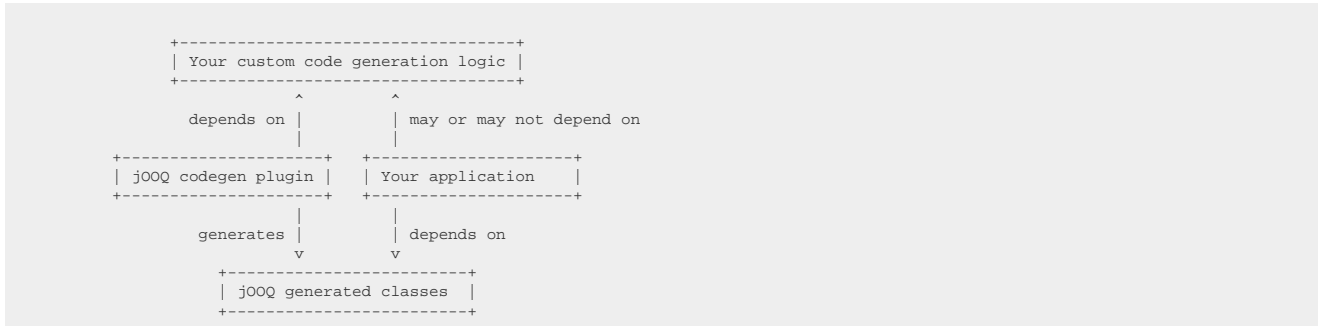 +-----------------------------------+
| Your custom code generation logic |
+-----------------------------------+
^ ^
depends on | | may or may not depend on
| |
+---------------------+ +---------------------+
| jOOQ codegen plugin | | Your application |
+---------------------+ +---------------------+
| |
generates | | depends on
v v
+-------------------------+
| jOOQ generated classes |
+-------------------------+